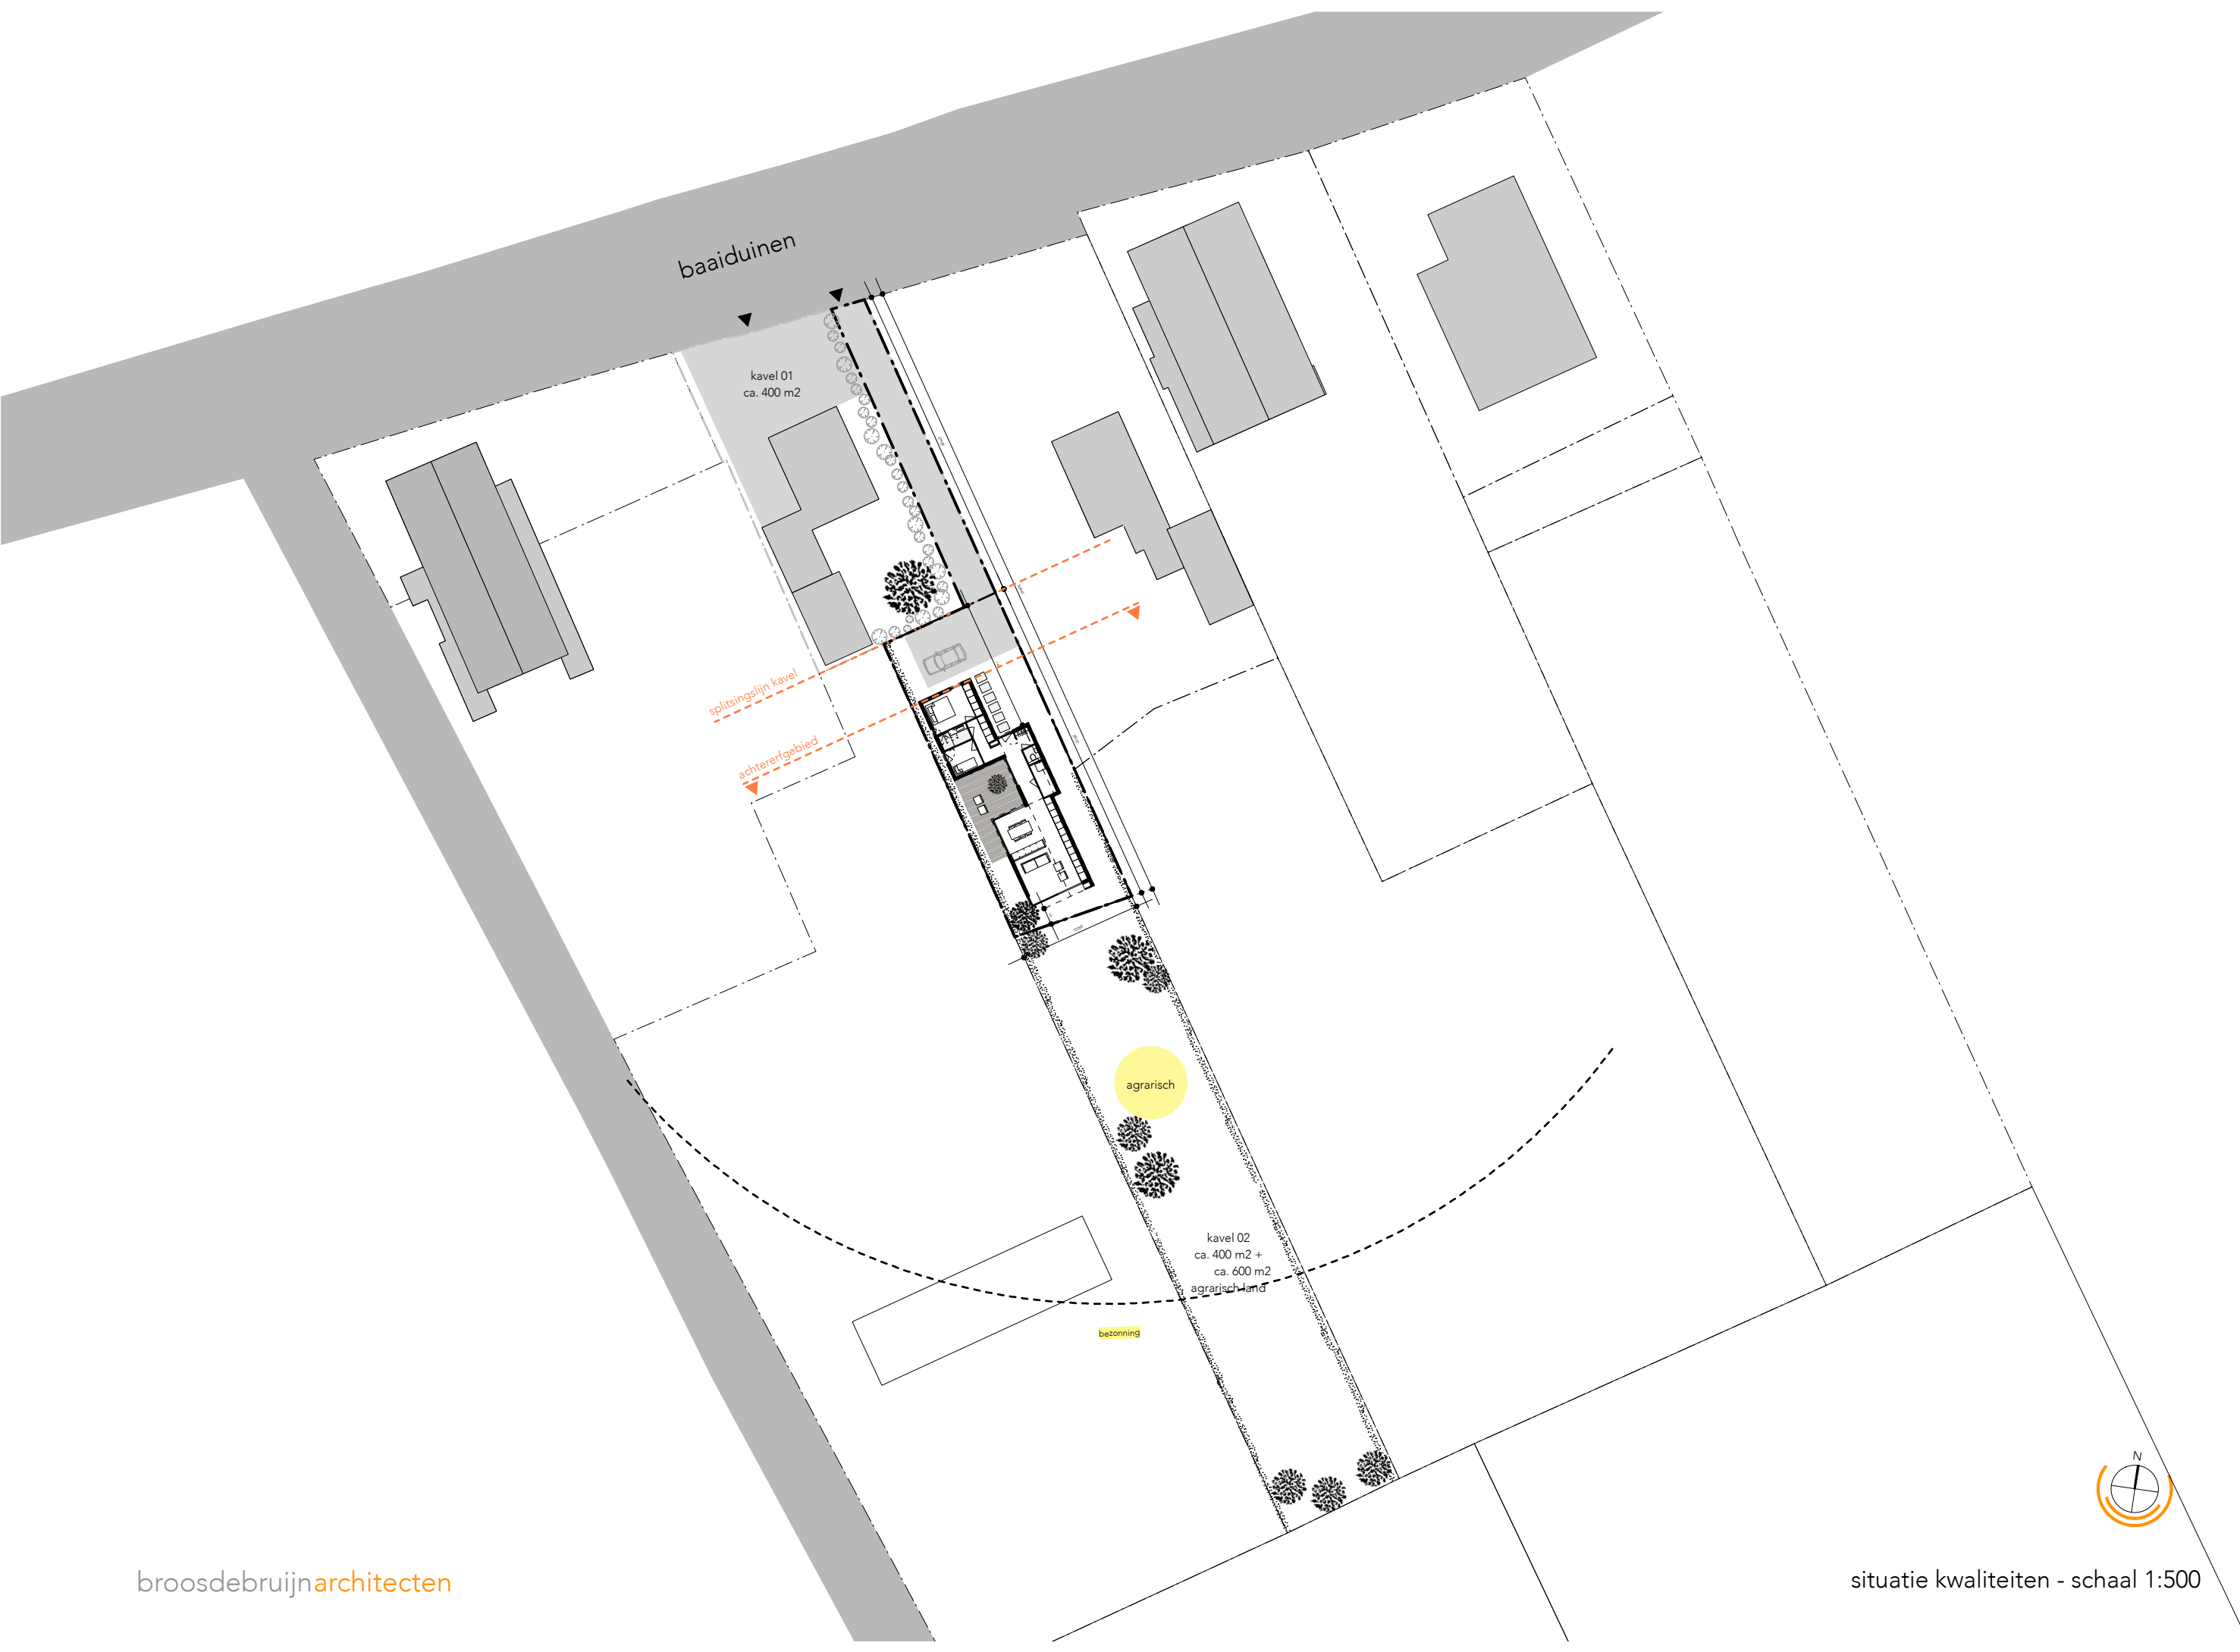 baaiduinen
kavel 01
ca. 400 m2
splitsingslijn kavel
achtererfgebied
agrarisch
kavel 02
ca. 400 m2 +
ca. 600 m2
agrarisch land
bezonning
N
broosdebruijnarchitecten
situatie kwaliteiten - schaal 1:500